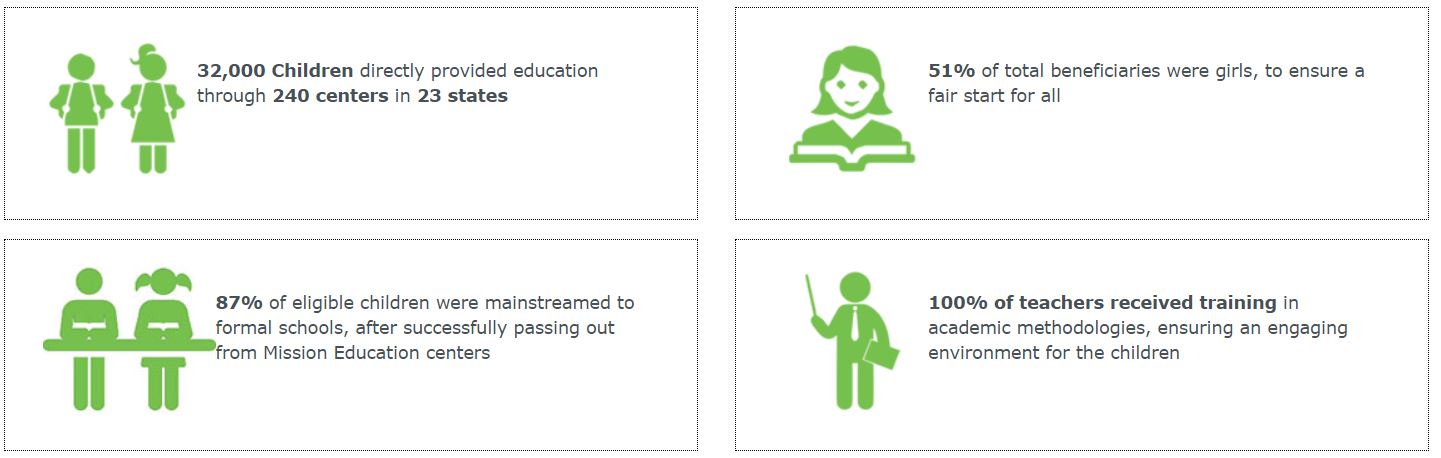 32,000 Children directly provided education
through 240 centers in 23 states
51% of total beneficiaries were girls, to ensure a
fair start for all
87% of eligible children were mainstreamed to
formal schools, after successfully passing out
from Mission Education centers
100% of teachers received training in
academic methodologies, ensuring an engaging
environment for the children